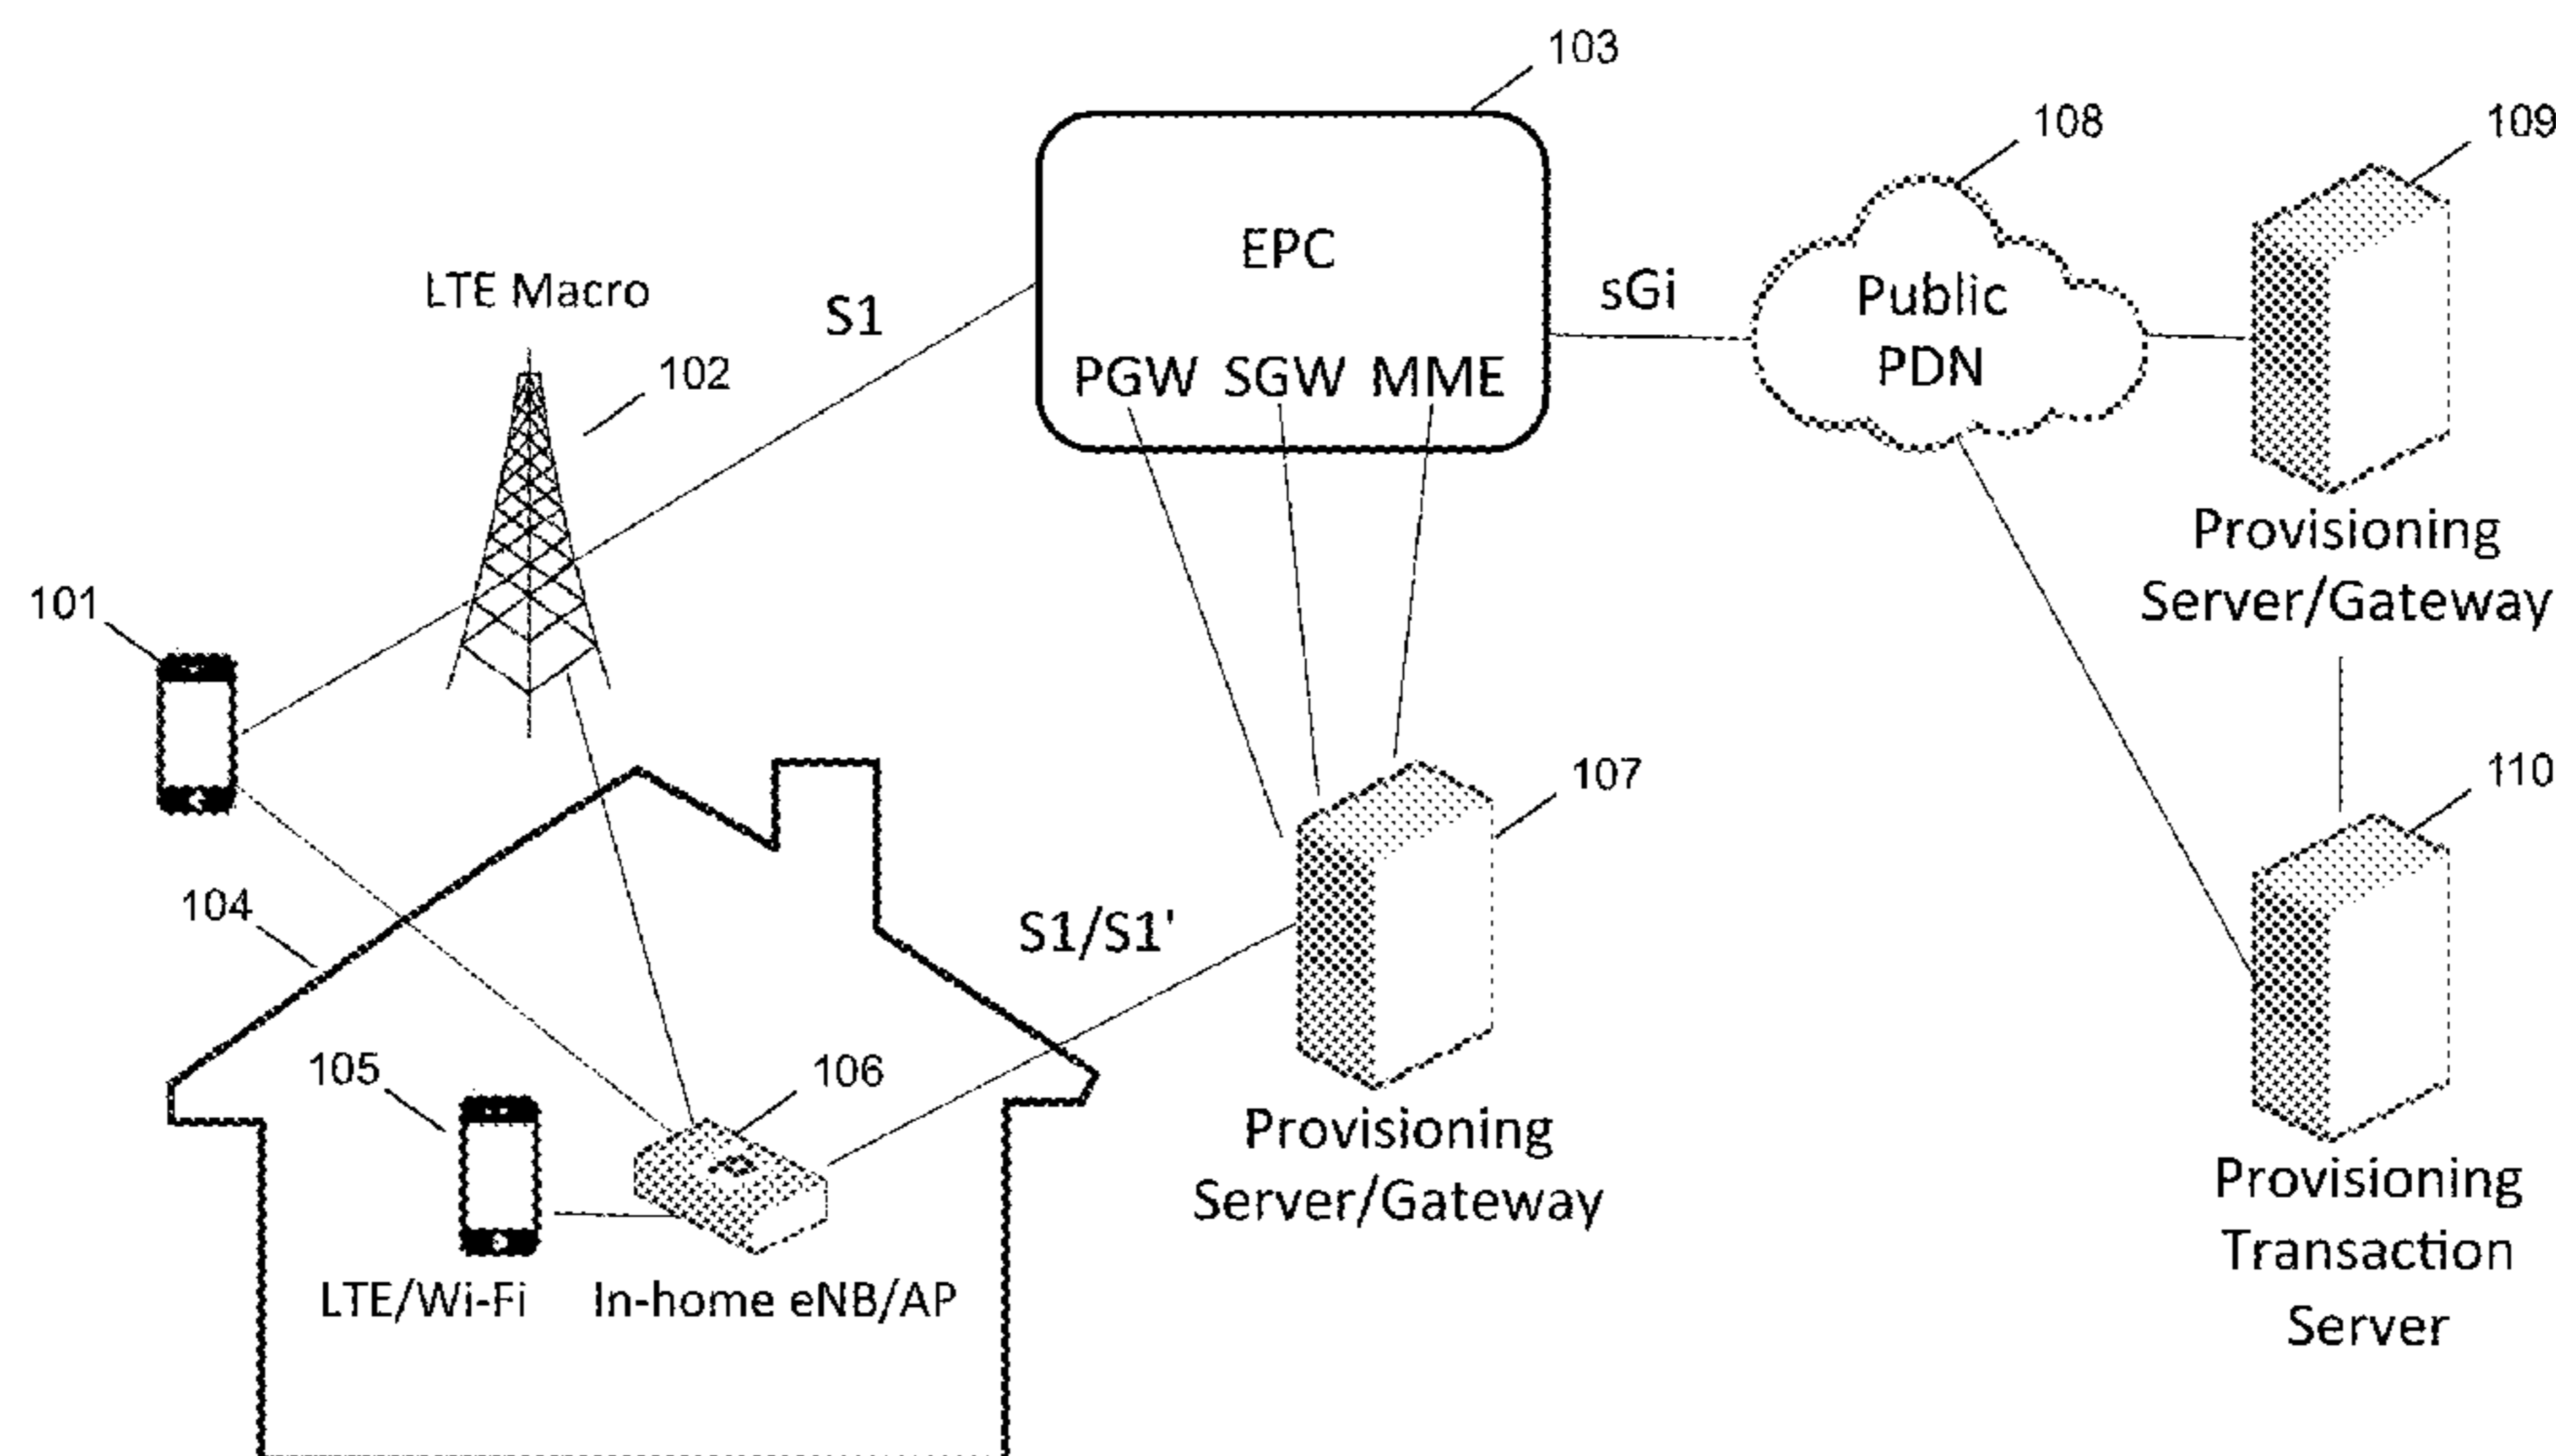 103
108
109
EPC
LTE Macro
S1
sGi
Public
PDN
102
PGW SGW MME
Provisioning
Server/Gateway
101
107
110
104
S1/S1'
105
106
Provisioning
Server/Gateway
Provisioning
Transaction
Server
LTE/Wi-Fi
In-home eNB/AP